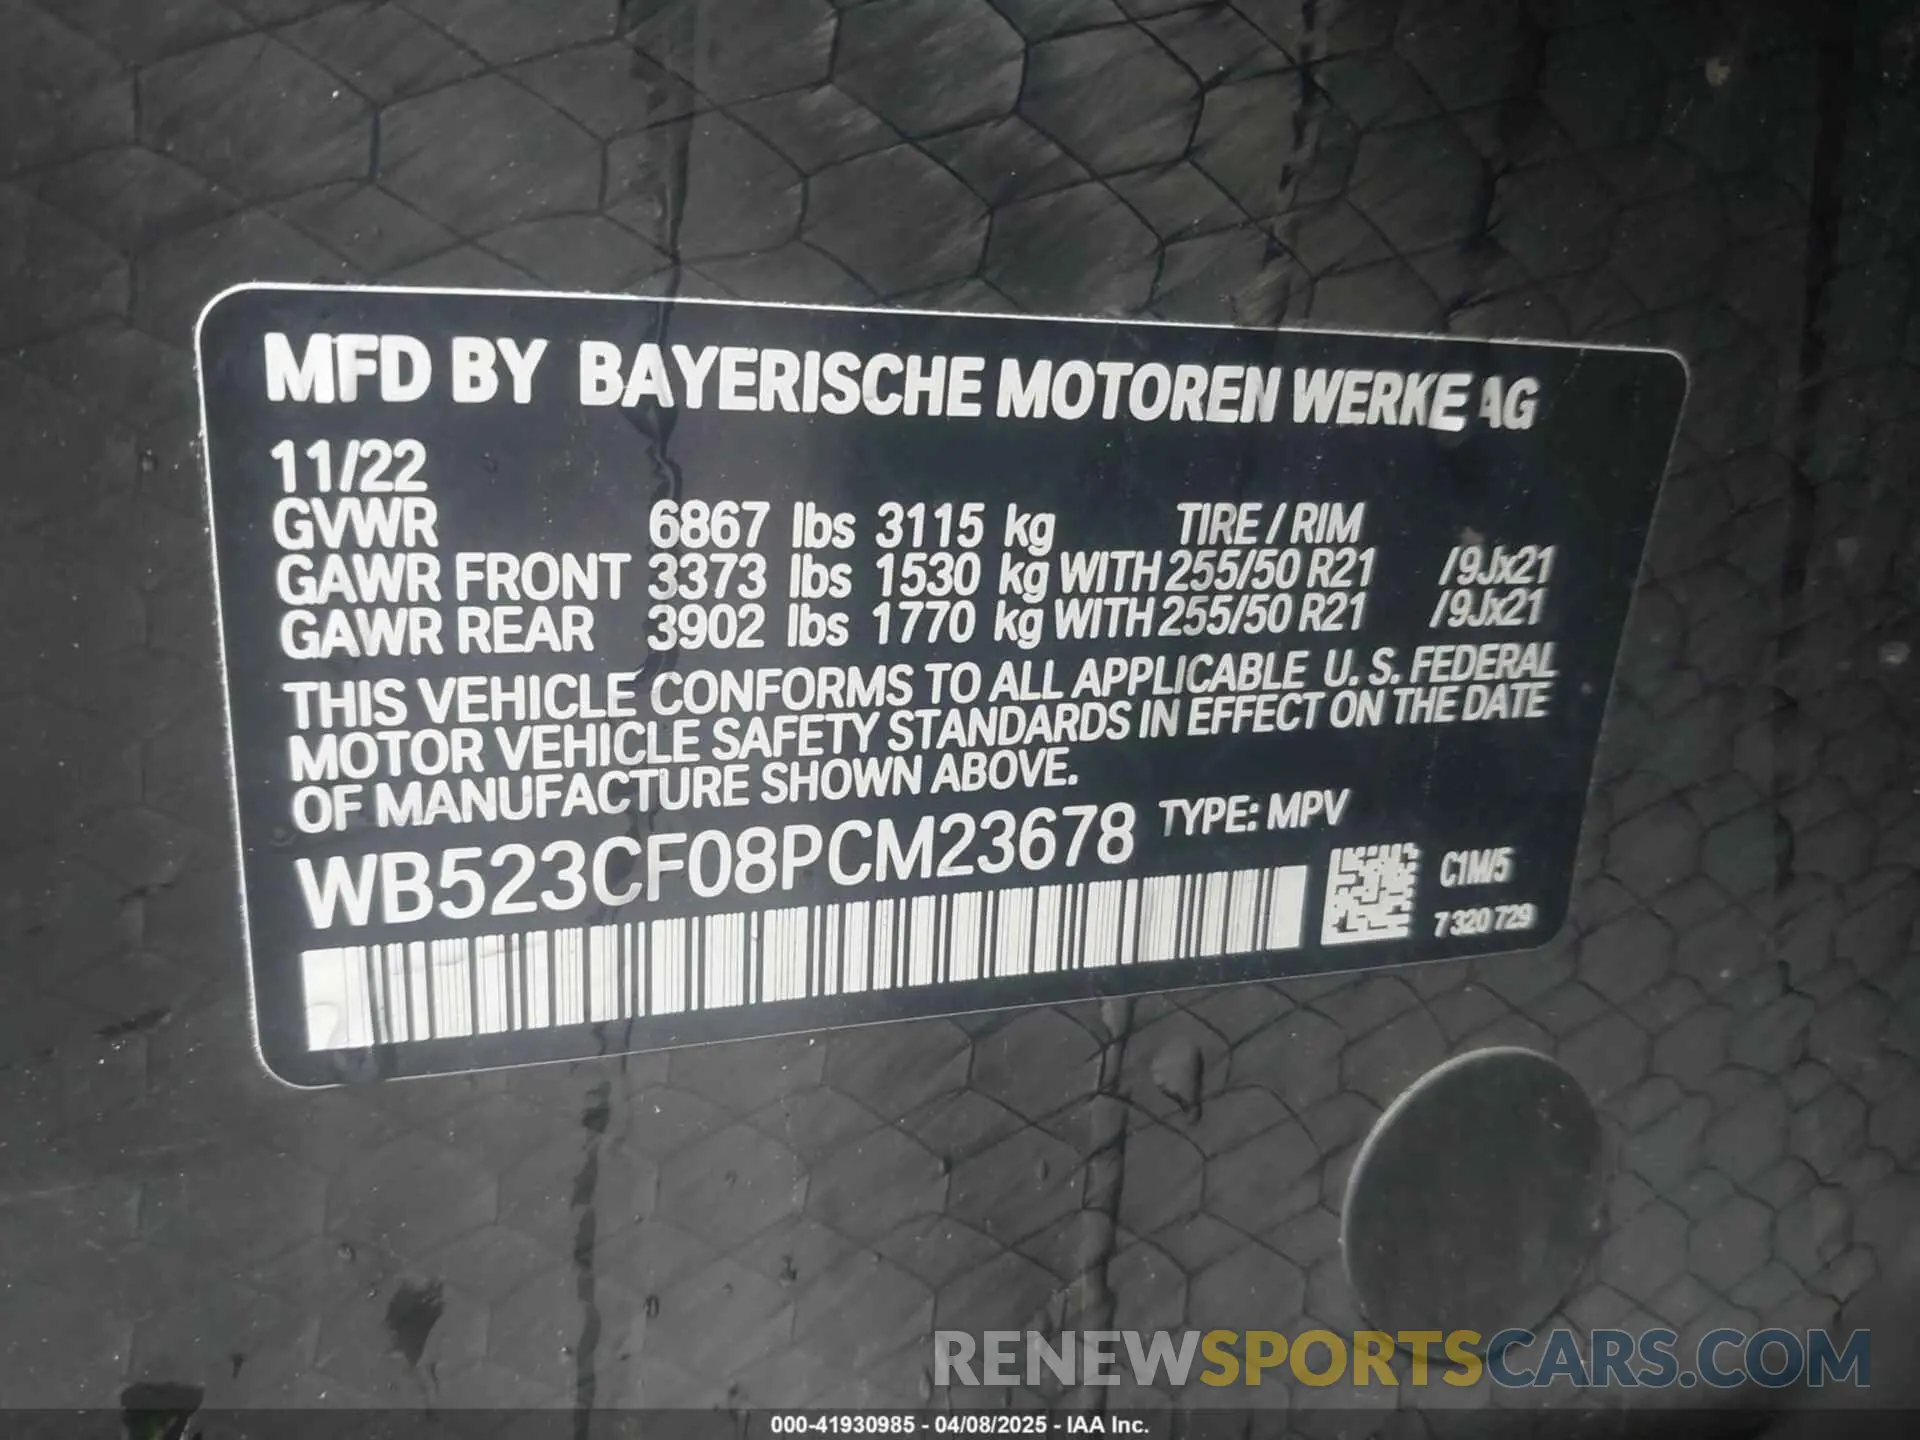 MFD BY BAYERISCHE MOTOREN WERKE AG
11/22
GVWR 6867 lbs 3115 kg TIRE / RIM
GAWR FRONT 3373 lbs 1530 kg WITH 255/50 R21 /9Jx21
GAWR REAR 3902 lbs 1770 kg WITH 255/50 R21 /9Jx21
THIS VEHICLE CONFORMS TO ALL APPLICABLE U. S. FEDERAL
MOTOR VEHICLE SAFETY STANDARDS IN EFFECT ON THE DATE
OF MANUFACTURE SHOWN ABOVE.
WB523CF08PCM23678 TYPE: MPV
C1M/5
7 320 729
RENEWSPORTSCARS.COM
000-41930985 - 04/08/2025 - IAA Inc.